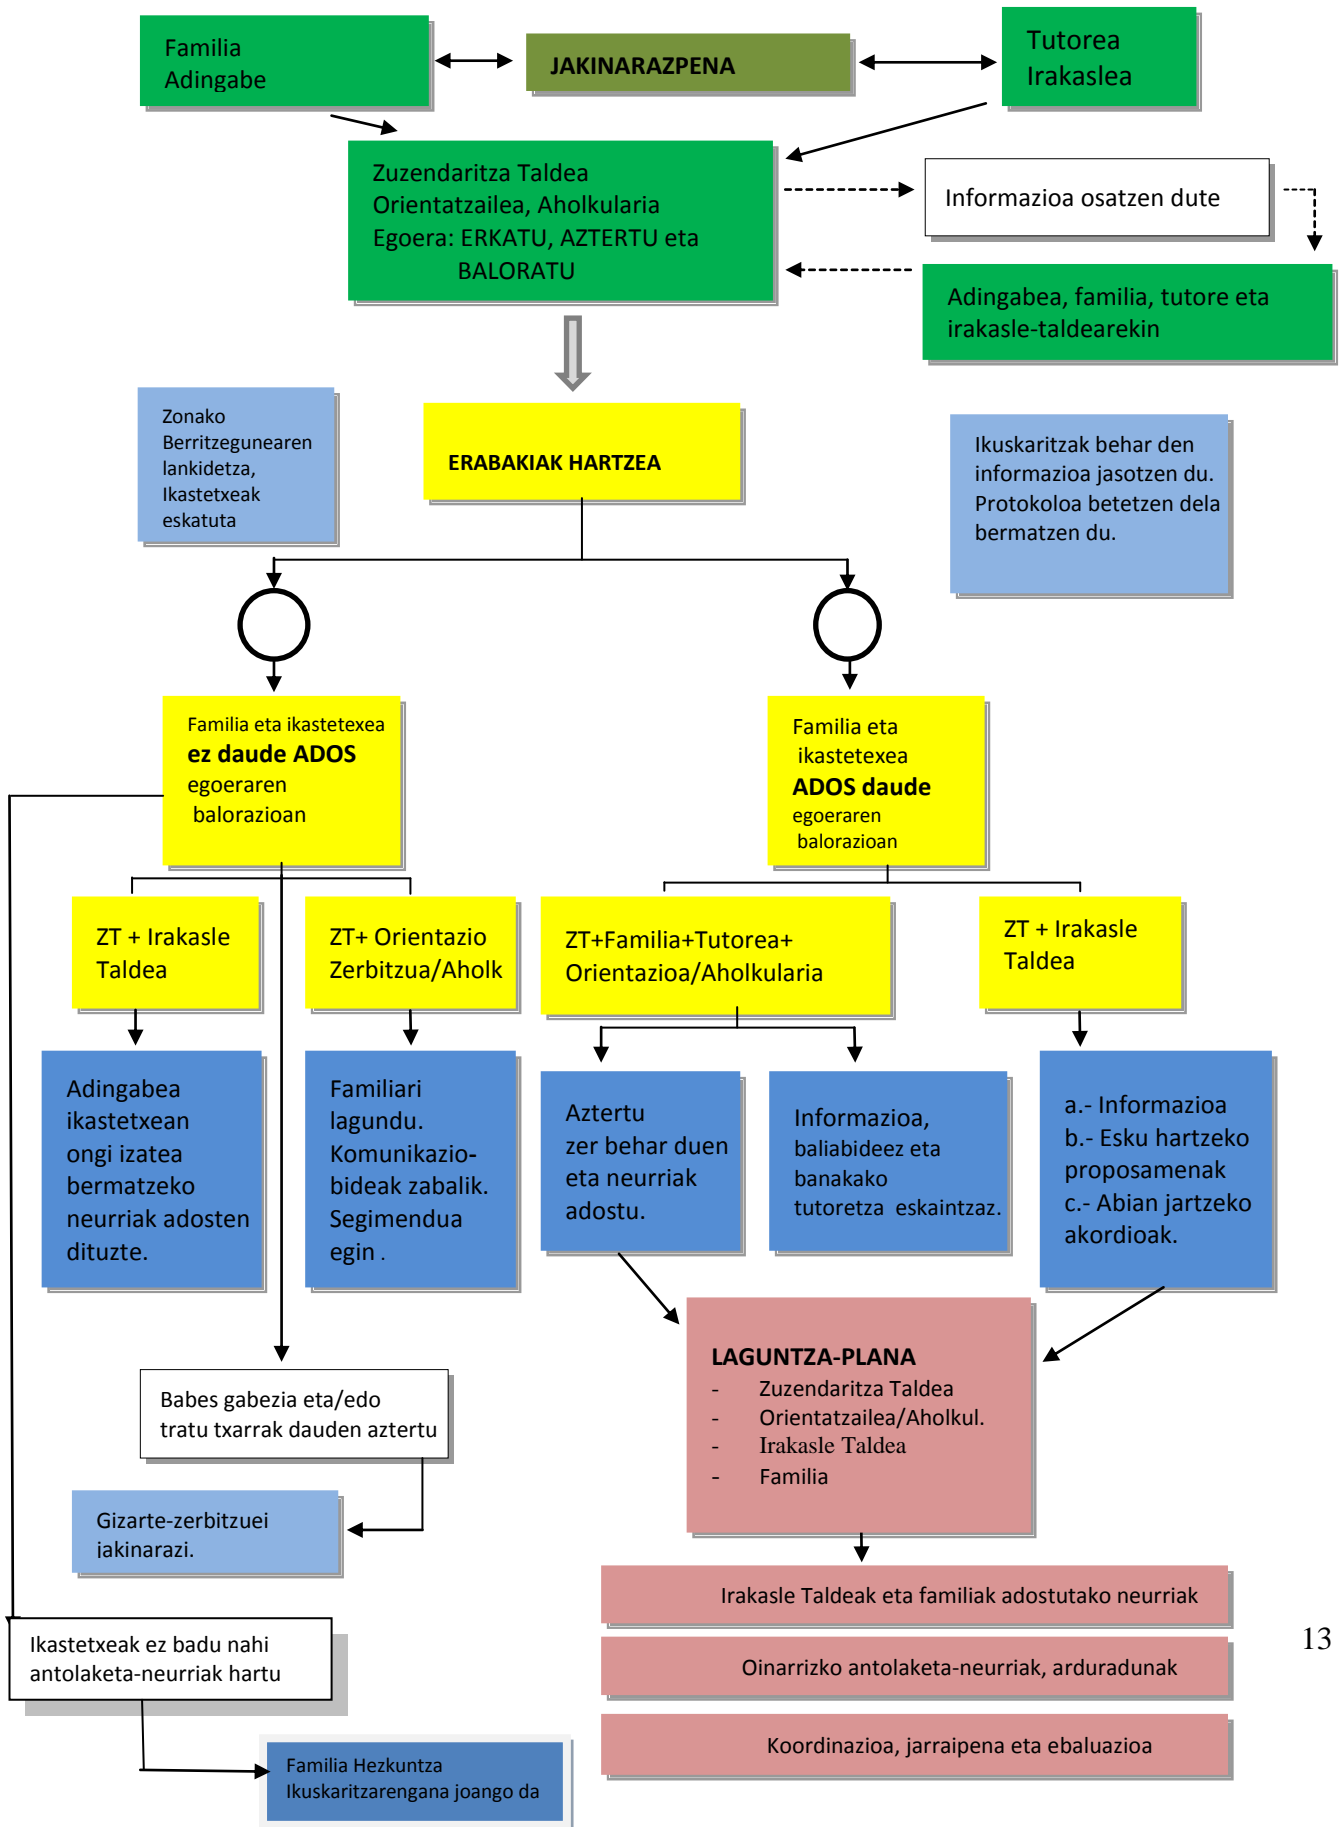 Familia
Adingabe
JAKINARAZPENA
Tutorea
Irakaslea
Zuzendaritza Taldea
Orientatzailea, Aholkularia
Egoera: ERKATU, AZTERTU eta
BALORATU
Informazioa osatzen dute
Adingabea, familia, tutore eta
irakasle-taldearekin
Zonako
Berritzegunearen
lankidetza,
Ikastetxeak
eskatuta
ERABAKIAK HARTZEA
Ikuskaritzak behar den
informazioa jasotzen du.
Protokoloa betetzen dela
bermatzen du.
Familia eta ikastetexea
ez daude ADOS
egoeraren
balorazioan
Familia eta
ikastetexea
ADOS daude
egoeraren
balorazioan
ZT + Irakasle
Taldea
ZT+ Orientazio
Zerbitzua/Aholk
ZT+Familia+Tutorea+
Orientazioa/Aholkularia
ZT + Irakasle
Taldea
Adingabea
ikastetxean
ongi izatea
bermatzeko
neurriak adosten
dituzte.
Familiari
lagundu.
Komunikazio-
bideak zabalik.
Segimendua
egin .
Aztertu
zer behar duen
eta neurriak
adostu.
Informazioa,
baliabideez eta
banakako
tutoretza eskaintzaz.
a.- Informazioa
b.- Esku hartzeko
proposamenak
c.- Abian jartzeko
akordioak.
LAGUNTZA-PLANA
- Zuzendaritza Taldea
- Orientatzailea/Aholkul.
- Irakasle Taldea
- Familia
Babes gabezia eta/edo
tratu txarrak dauden aztertu
Gizarte-zerbitzuei
jakinarazi.
Irakasle Taldeak eta familiak adostutako neurriak
Oinarrizko antolaketa-neurriak, arduradunak
Koordinazioa, jarraipena eta ebaluazioa
Ikastetxeak ez badu nahi
antolaketa-neurriak hartu
Familia Hezkuntza
Ikuskaritzarengana joango da
13